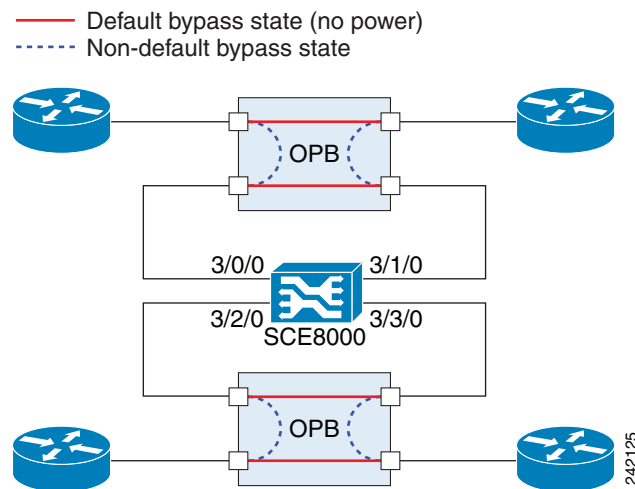 Default bypass state (no power)
Non-default bypass state
OPB
3/0/0 3/1/0
3/2/0 3/3/0
SCE8000
OPB
242125